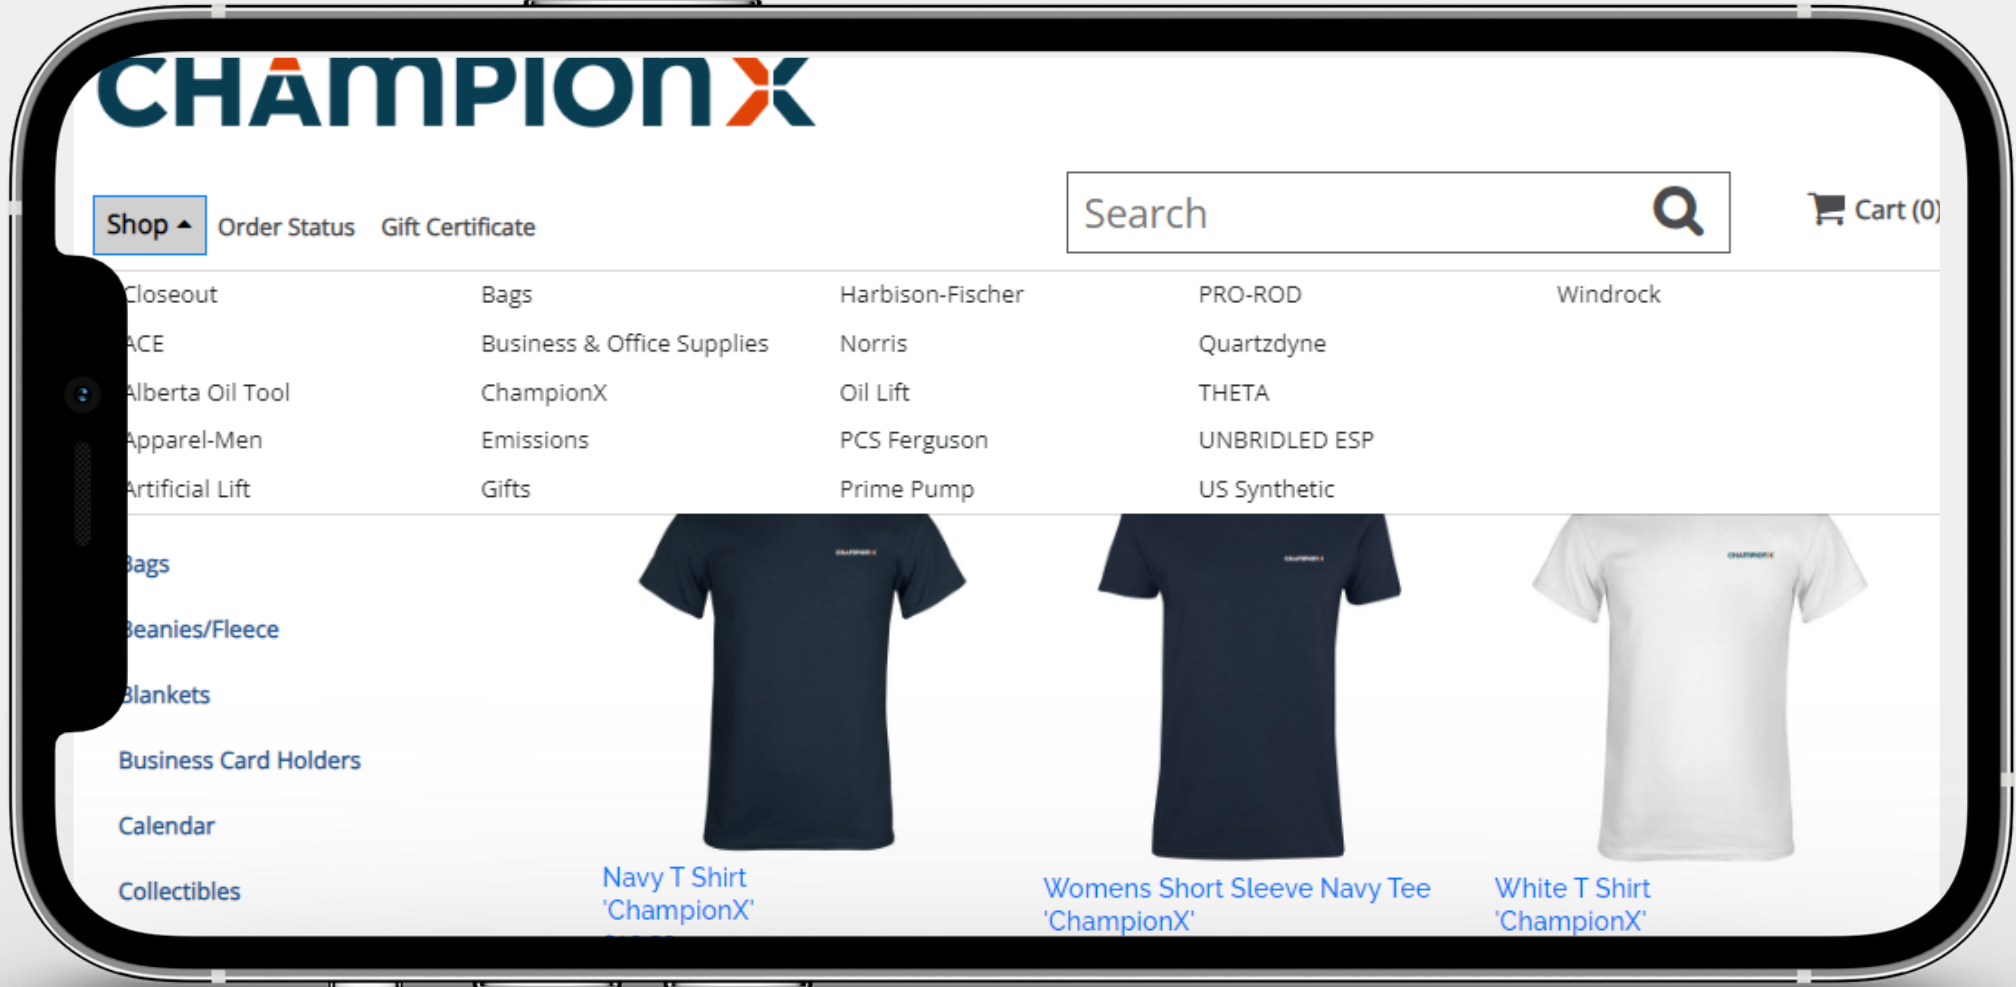 CHAMPIONX
Shop Order Status Gift Certificate
Search
Cart (0)
Closeout Bags Harbison-Fischer PRO-ROD Windrock
ACE Business & Office Supplies Norris Quartzdyne
Alberta Oil Tool ChampionX Oil Lift THETA
Apparel-Men Emissions PCS Ferguson UNBRIDLED ESP
Artificial Lift Gifts Prime Pump US Synthetic
Bags
Beanies/Fleece
Blankets
Business Card Holders
Calendar
Collectibles
CHAMPIONX
CHAMPIONX
CHAMPIONX
Navy T Shirt
'ChampionX'
Womens Short Sleeve Navy Tee
'ChampionX'
White T Shirt
'ChampionX'